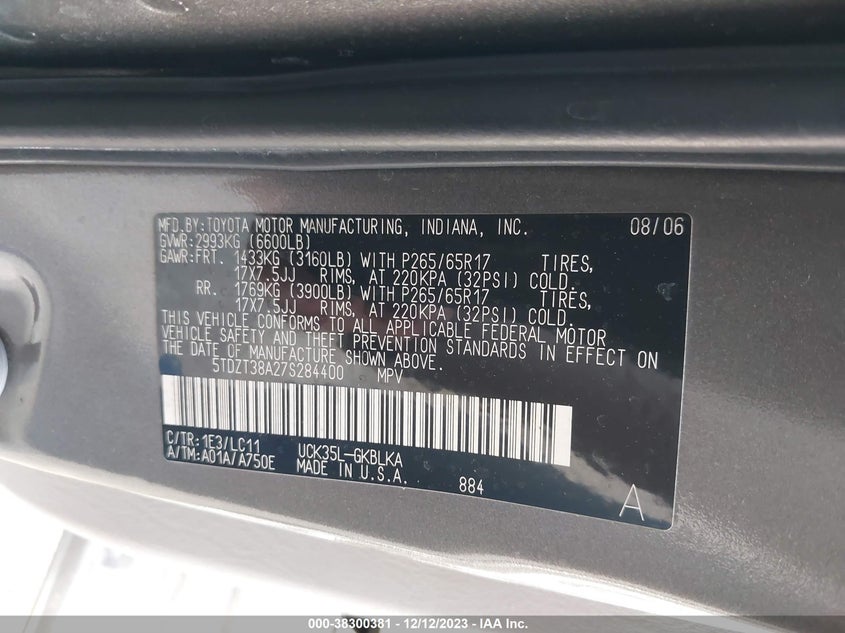 MFD.BY:TOYOTA MOTOR MANUFACTURING, INDIANA, INC. 08/06
GVWR:2993KG (6600LB)
GAWR:FRT. 1433KG (3160LB) WITH P265/65R17 TIRES,
17X7.5JJ RIMS, AT 220KPA (32PSI) COLD.
RR. 1769KG (3900LB) WITH P265/65R17 TIRES,
17X7.5JJ RIMS, AT 220KPA (32PSI) COLD.
THIS VEHICLE CONFORMS TO ALL APPLICABLE FEDERAL MOTOR
VEHICLE SAFETY AND THEFT PREVENTION STANDARDS IN EFFECT ON
THE DATE OF MANUFACTURE SHOWN ABOVE.
5TDZT38A27S284400 MPV
C/TR:1E3/LC11 UCK35L-GKBLKA
A/TM:A01A/A750E MADE IN U.S.A. 884 A
000-38300381 - 12/12/2023 - IAA Inc.